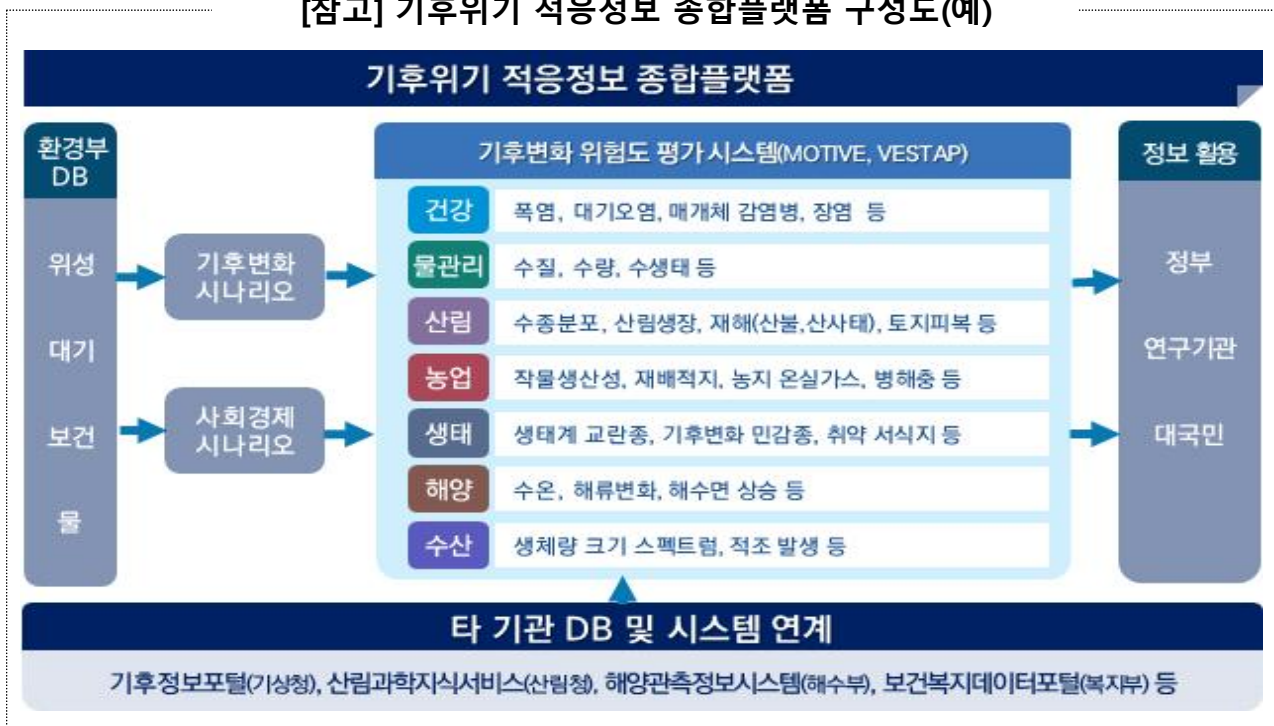 [참고] 기후위기 적응정보 종합플랫폼 구성도(예)
기후위기 적응정보 종합플랫폼
환경부
DB
위성
대기
보건
물
기후변화
시나리오
사회경제
시나리오
기후변화 위험도 평가 시스템(MOTIVE, VESTAP)
건강 폭염, 대기오염, 매개체 감염병, 장염 등
물관리 수질, 수량, 수생태 등
산림 수종분포, 산림생장, 재해(산불,산사태), 토지피복 등
농업 작물생산성, 재배적지, 농지 온실가스, 병해충 등
생태 생태계 교란종, 기후변화 민감종, 취약 서식지 등
해양 수온, 해류변화, 해수면 상승 등
수산 생체량 크기 스펙트럼, 적조 발생 등
정보 활용
정부
연구기관
대국민
타 기관 DB 및 시스템 연계
기후정보포털(기상청), 산림과학지식서비스(산림청), 해양관측정보시스템(해수부), 보건복지데이터포털(복지부) 등